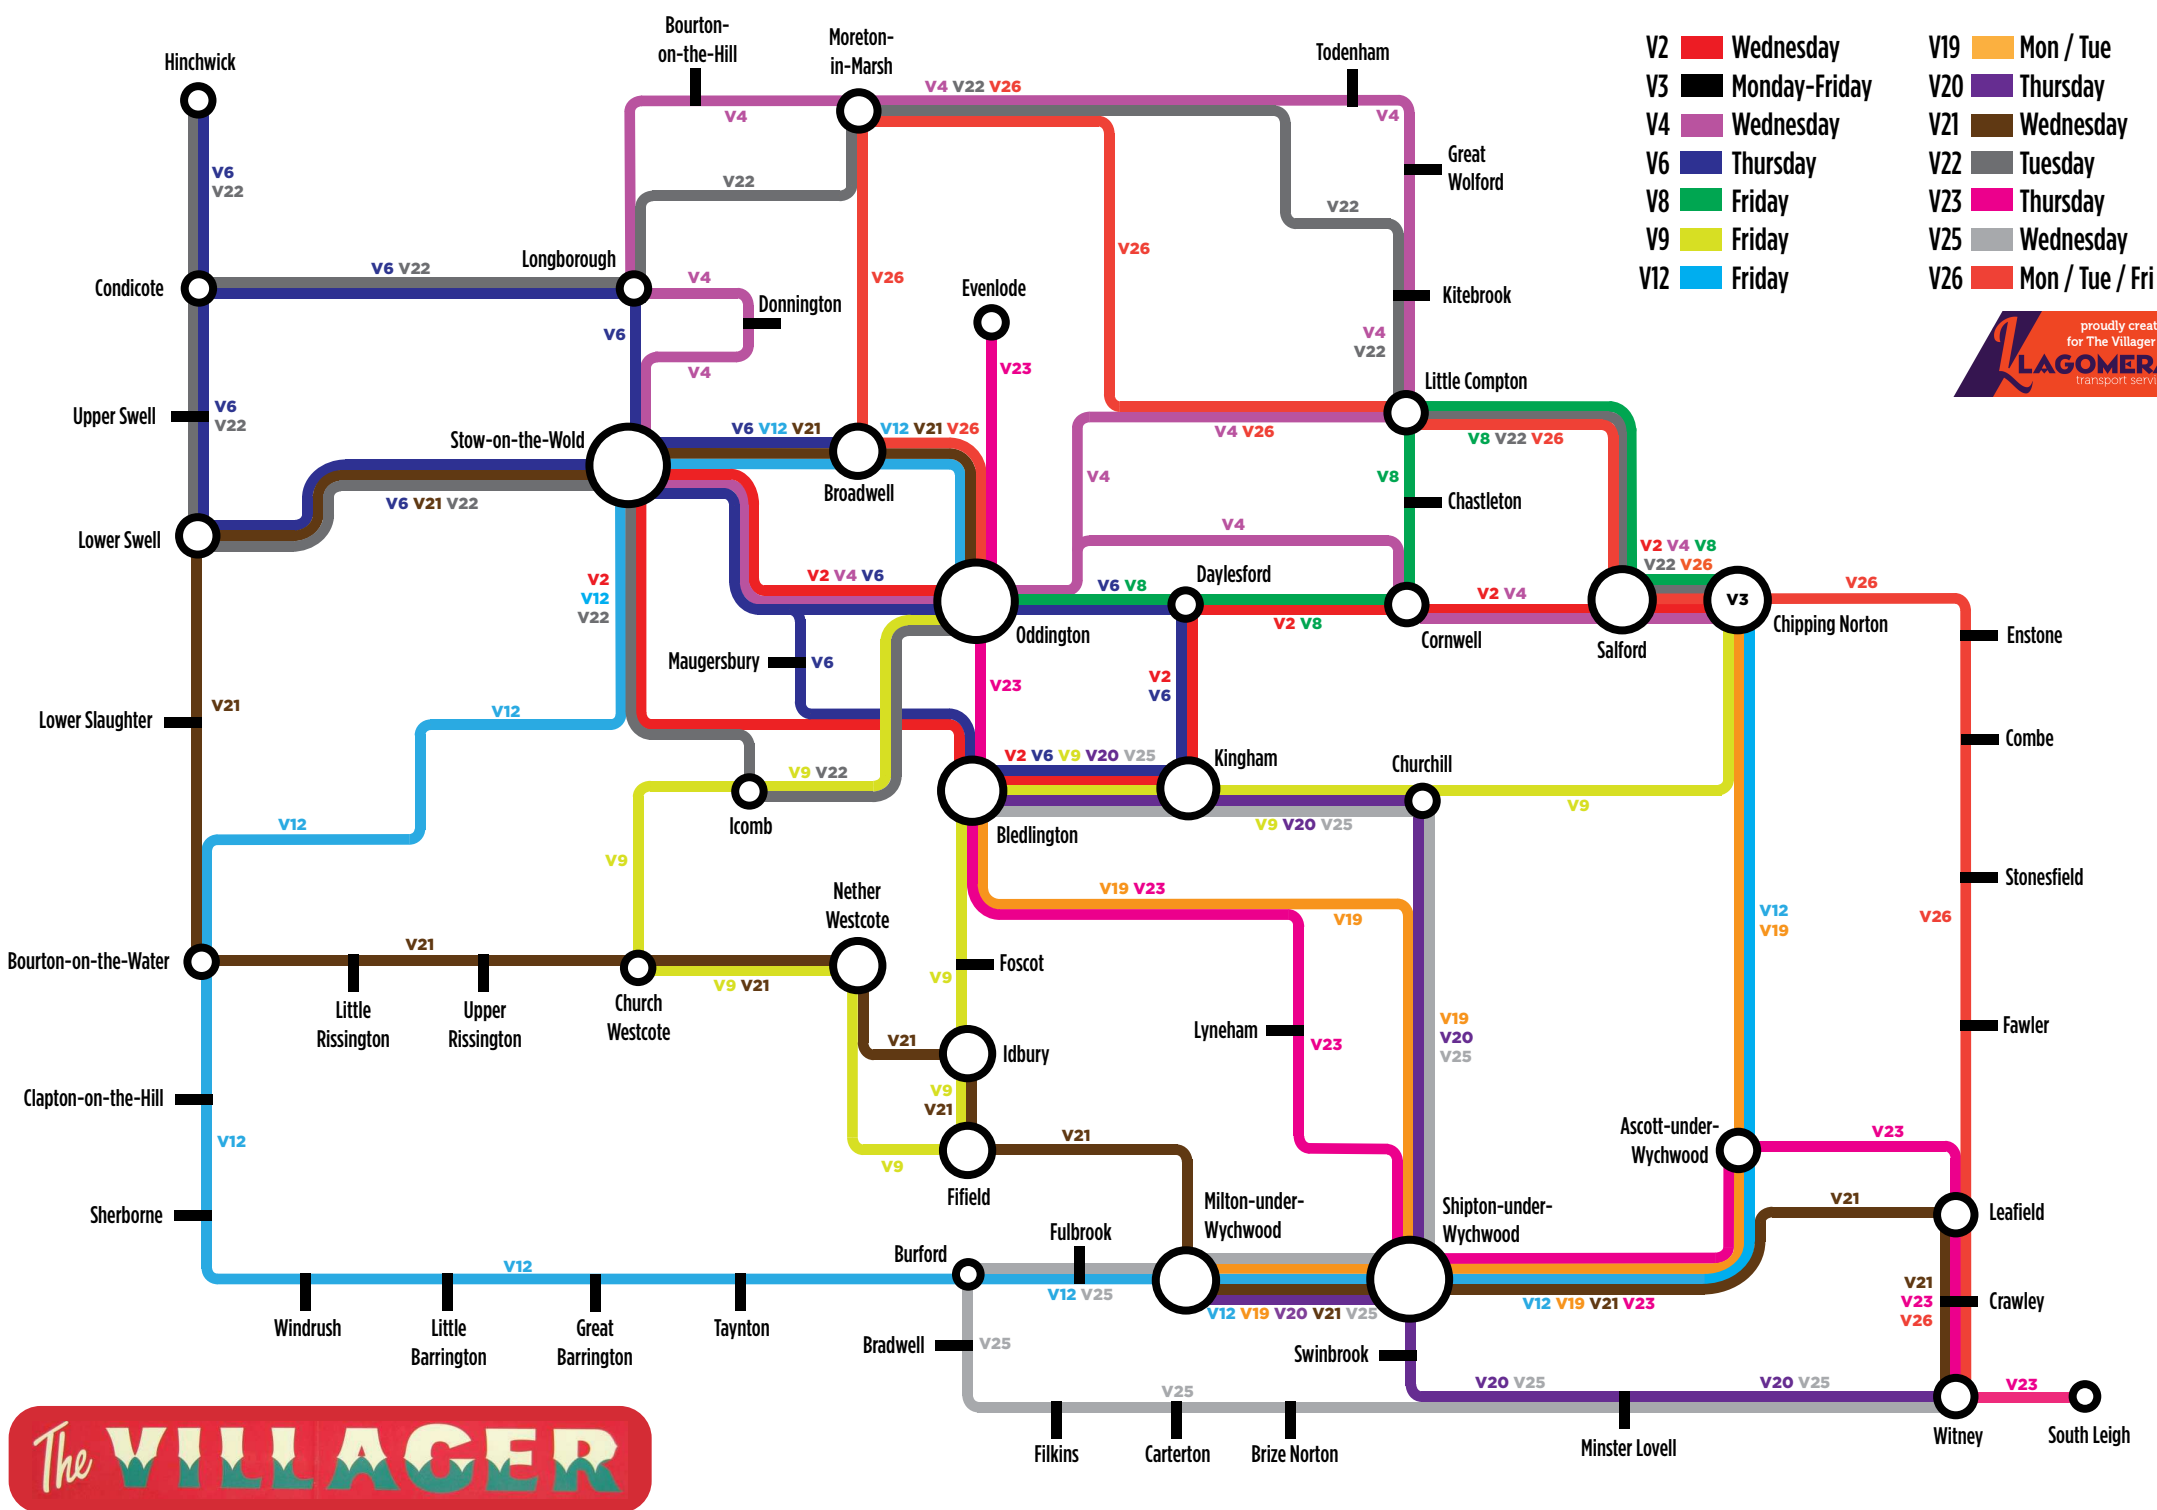 Hinchwick
Bourton-
on-the-Hill
Moreton-
in-Marsh
Todenham
V2 Wednesday
V3 Monday-Friday
V4 Wednesday
V6 Thursday
V8 Friday
V9 Friday
V12 Friday
V19 Mon / Tue
V20 Thursday
V21 Wednesday
V22 Tuesday
V23 Thursday
V25 Wednesday
V26 Mon / Tue / Fri
proudly creat
for The Villager
LAGOMER
transport servi
V4 V22 V26
V4
V4
V6
V22
V22
Great
Wolford
V22
V26
V26
Longborough
V6 V22
V4
Condicote
Evenlode
Donnington
Kitebrook
V6
V4
V22
V4
V23
Little Compton
Upper Swell
V6
V22
Stow-on-the-Wold
V6 V12 V21
V12 V21 V26
V4 V26
V8 V22 V26
Broadwell
V4
V8
Chastleton
V6 V21 V22
Lower Swell
V4
V2 V4 V8
V22 V26
V2
V12
V22
V2 V4 V6
Daylesford
V6 V8
V2 V4
V3
V26
Oddington
V2 V8
Cornwell
Salford
Chipping Norton
Enstone
Maugersbury
V6
V23
V2
V6
Lower Slaughter
V21
V12
Combe
V2 V6 V9 V20 V25
Kingham
Churchill
V9 V22
V9
Icomb
Bledlington
V9 V20 V25
V12
V9
Nether
Westcote
V19 V23
V19
V12
V19
V26
Stonesfield
Bourton-on-the-Water
V21
V9
Foscot
Little
Rissington
Upper
Rissington
Church
Westcote
V9 V21
Lyneham
V23
V19
V20
V25
Fawler
V21
Idbury
Clapton-on-the-Hill
V9
V21
V12
V21
V9
Fifield
Ascott-under-
Wychwood
V23
Sherborne
Milton-under-
Wychwood
Shipton-under-
Wychwood
V21
Leafield
Burford
Fulbrook
V12
V12 V25
V12 V19 V20 V21 V25
V12 V19 V21 V23
V21
V23
V26
Crawley
Windrush
Little
Barrington
Great
Barrington
Taynton
Bradwell
V25
Swinbrook
V25
V20 V25
V20 V25
V23
Filkins
Carterton
Brize Norton
Minster Lovell
Witney
South Leigh
The VILLAGER